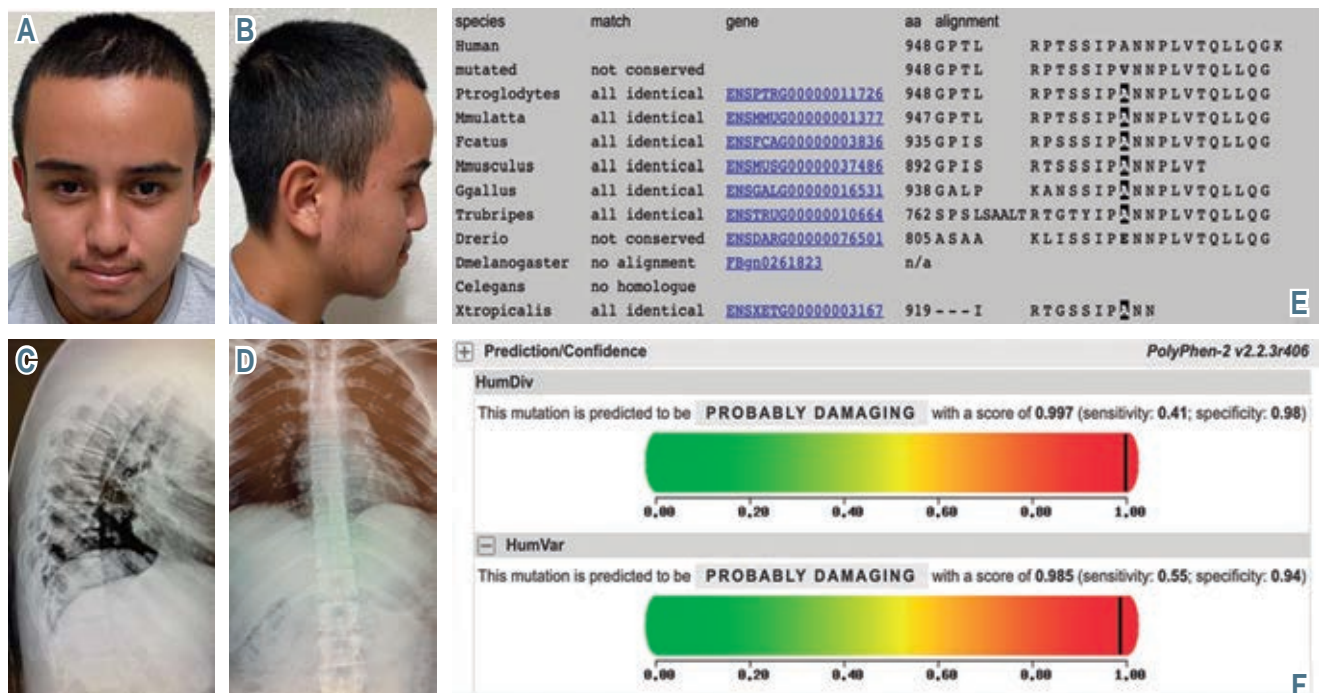 A
B
species match gene aa alignment
Human 948 G P T L R P T S S I P A N N P L V T Q L L Q G K
mutated not conserved 948 G P T L R P T S S I P V N N P L V T Q L L Q G
Ptroglodytes all identical ENSPTRG00000011726 948 G P T L R P T S S I P A N N P L V T Q L L Q G
Mmulatta all identical ENSMMUG00000001377 947 G P T L R P T S S I P A N N P L V T Q L L Q G
Fcatus all identical ENSFCAG00000003836 935 G P I S R P S S S I P A N N P L V T Q L L Q G
Mmusculus all identical ENSMUSG00000037486 892 G P I S R T S S S I P A N N P L V T
Ggallus all identical ENSGALG00000016531 938 G A L P K A N S S I P A N N P L V T Q L L Q G
Trubripes all identical ENSTRUG00000010664 762 S P S L S A A L T R T G T Y I P A N N P L V T Q L L Q G
Drerio not conserved ENSDARG00000076501 805 A S A A K L I S S I P E N N P L V T Q L L Q G
Dmelanogaster no alignment FBgn0261823 n/a
Celegans no homologue
Xtropicalis all identical ENSXETG00000003167 919 - - - I R T G S S I P A N N
E
C
D
Prediction/Confidence PolyPhen-2 v2.2.3r406
HumDiv
This mutation is predicted to be PROBABLY DAMAGING with a score of 0.997 (sensitivity: 0.41; specificity: 0.98)
0.00 0.20 0.40 0.60 0.80 1.00
HumVar
This mutation is predicted to be PROBABLY DAMAGING with a score of 0.985 (sensitivity: 0.55; specificity: 0.94)
0.00 0.20 0.40 0.60 0.80 1.00
F